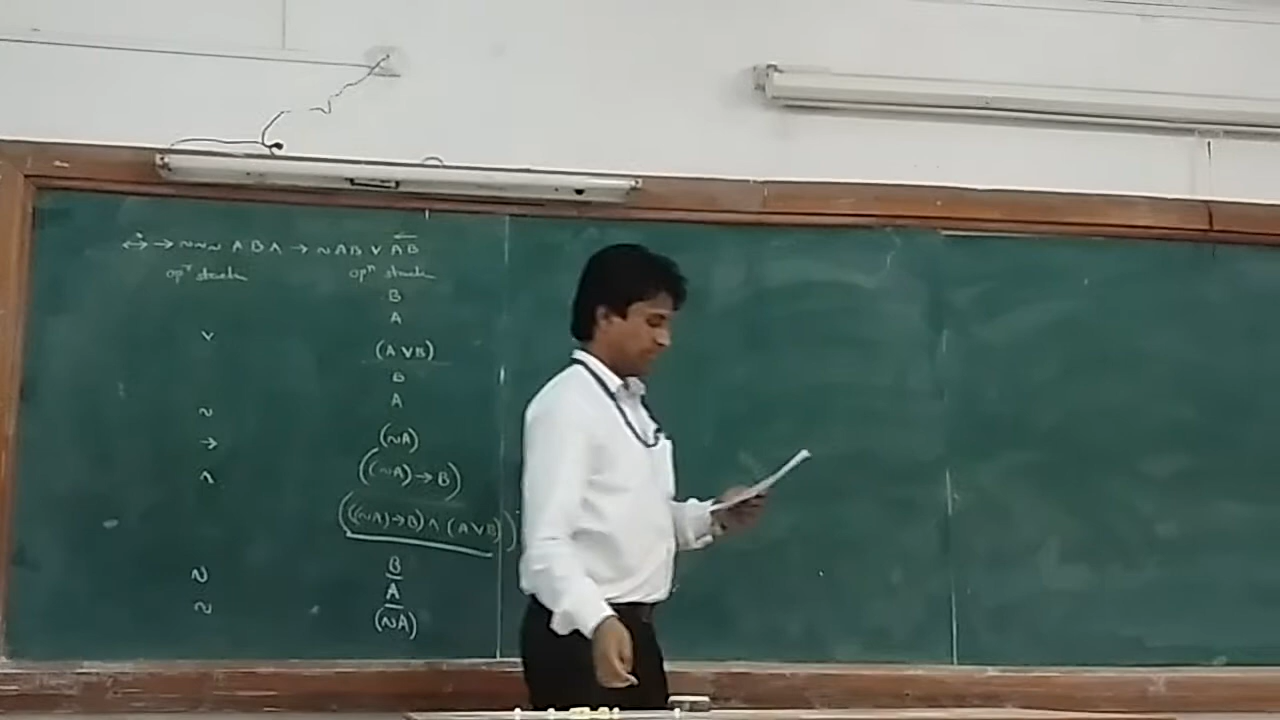 ↔ → ~~~ A B ∧ → ~ A B ∨ A B
opʳ stack opⁿ stack
B
A
∨ (A ∨ B)
B
A
~
→ (~A)
∧ ((~A) → B)
(((~A) → B) ∧ (A ∨ B))
~ B
A
~ (~A)